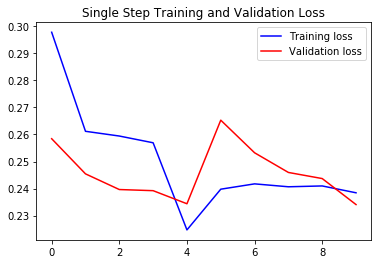 Single Step Training and Validation Loss
0.30
0.29
0.28
0.27
0.26
0.25
0.24
0.23
Training loss
Validation loss
0 2 4 6 8